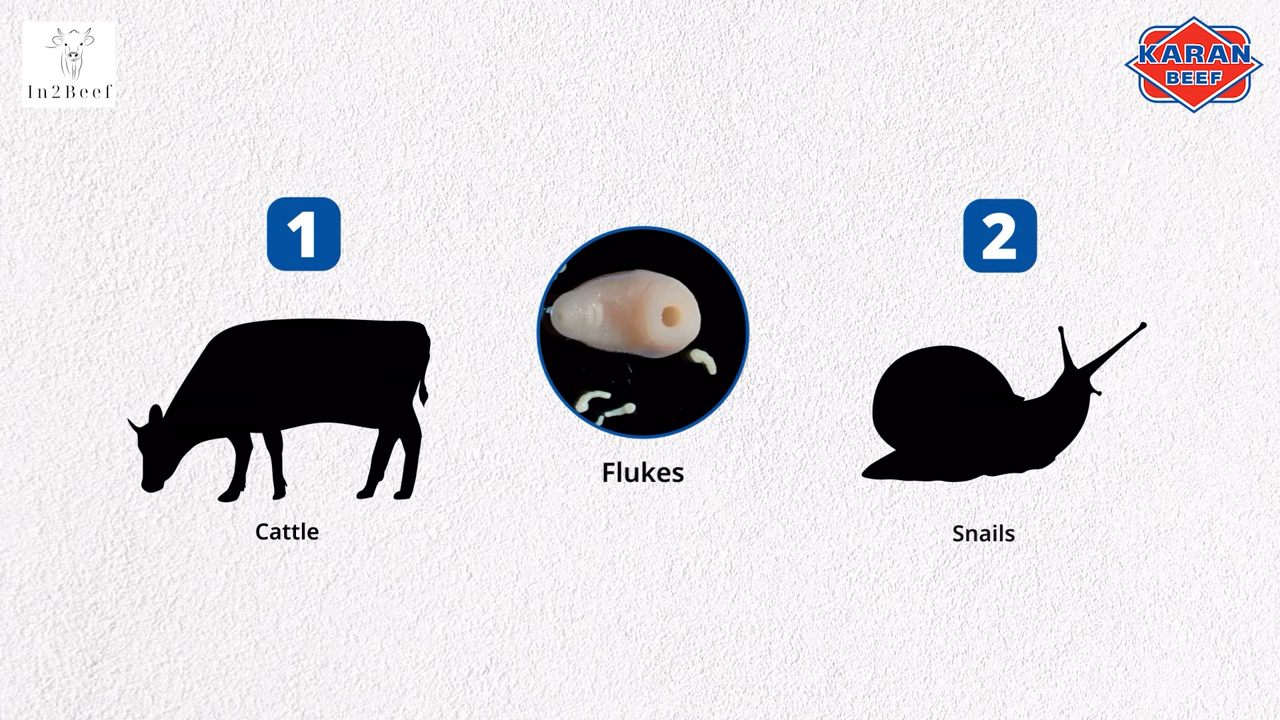 In2Beef
KARAN
BEEF
1
2
Flukes
Cattle
Snails